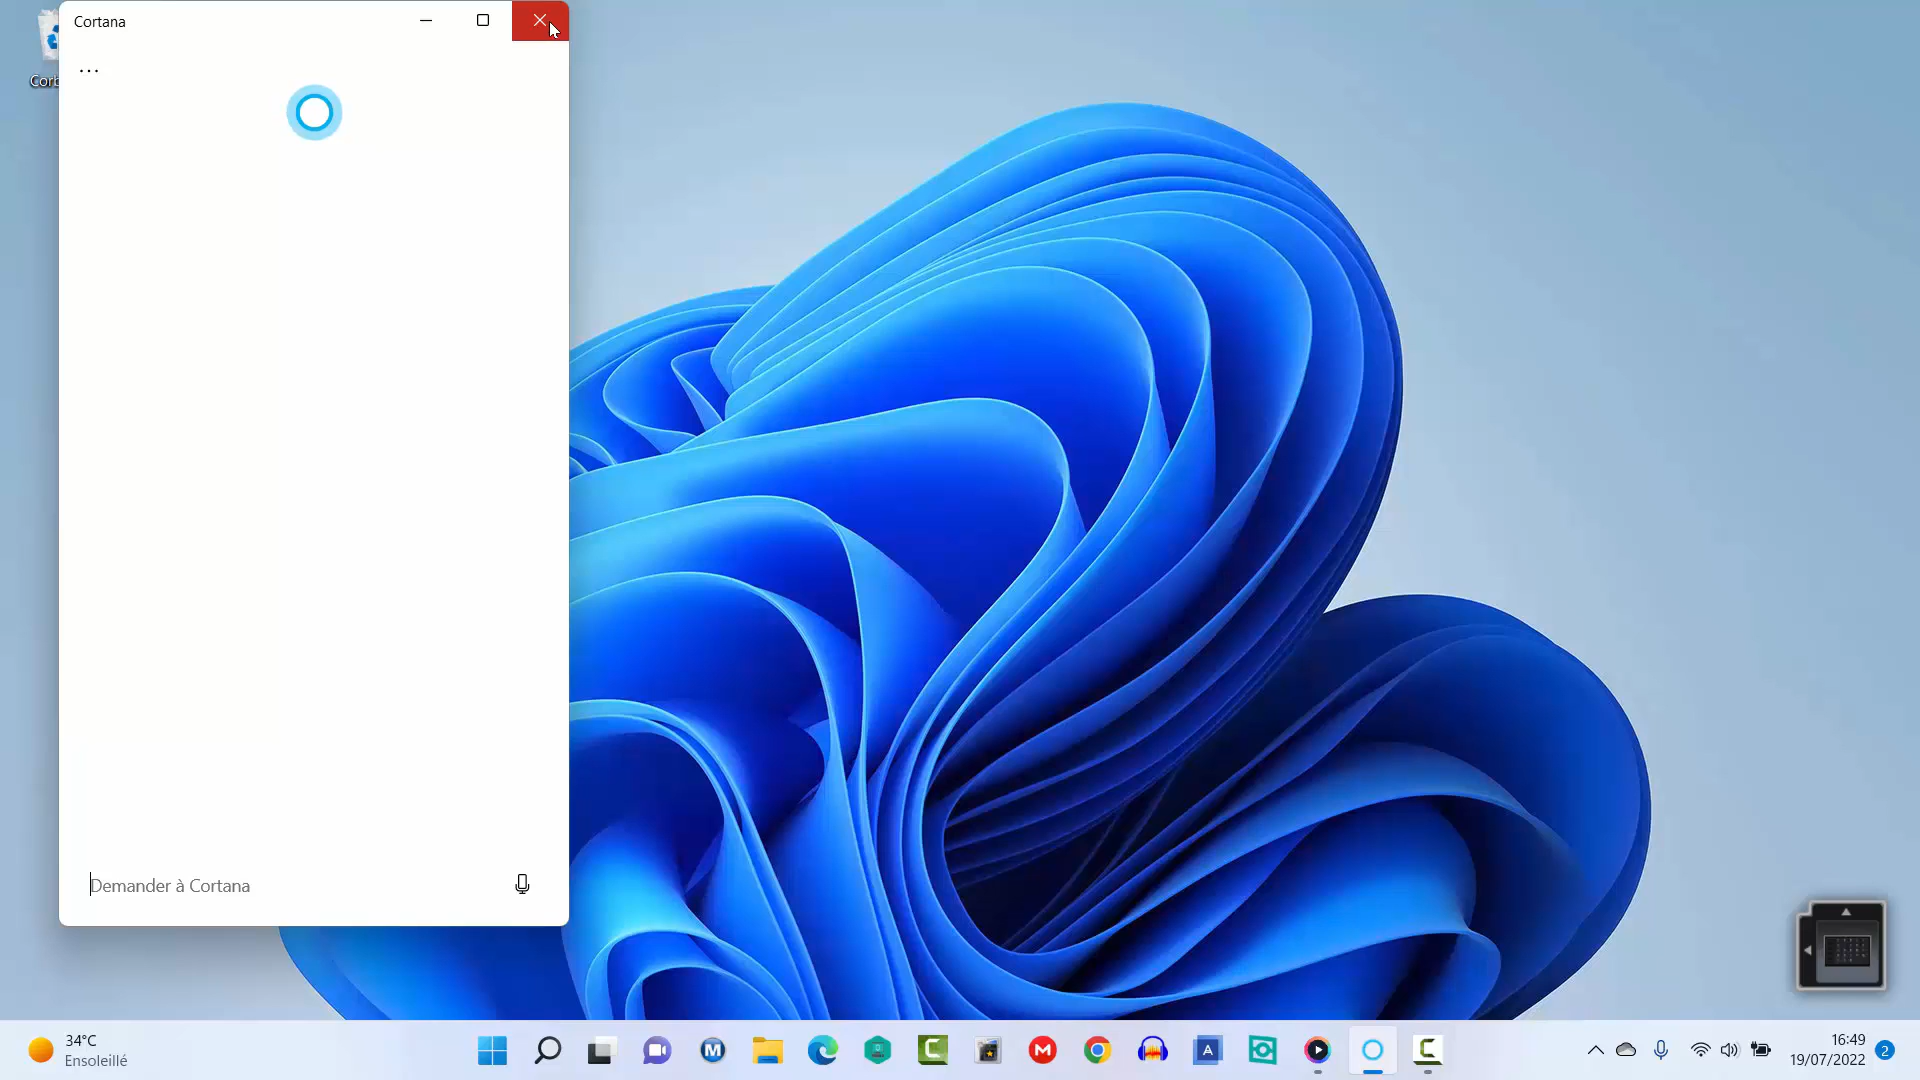 Cortana
...
Demander à Cortana
34°C
Ensoleillé
M
M
A
16:49
19/07/2022
2